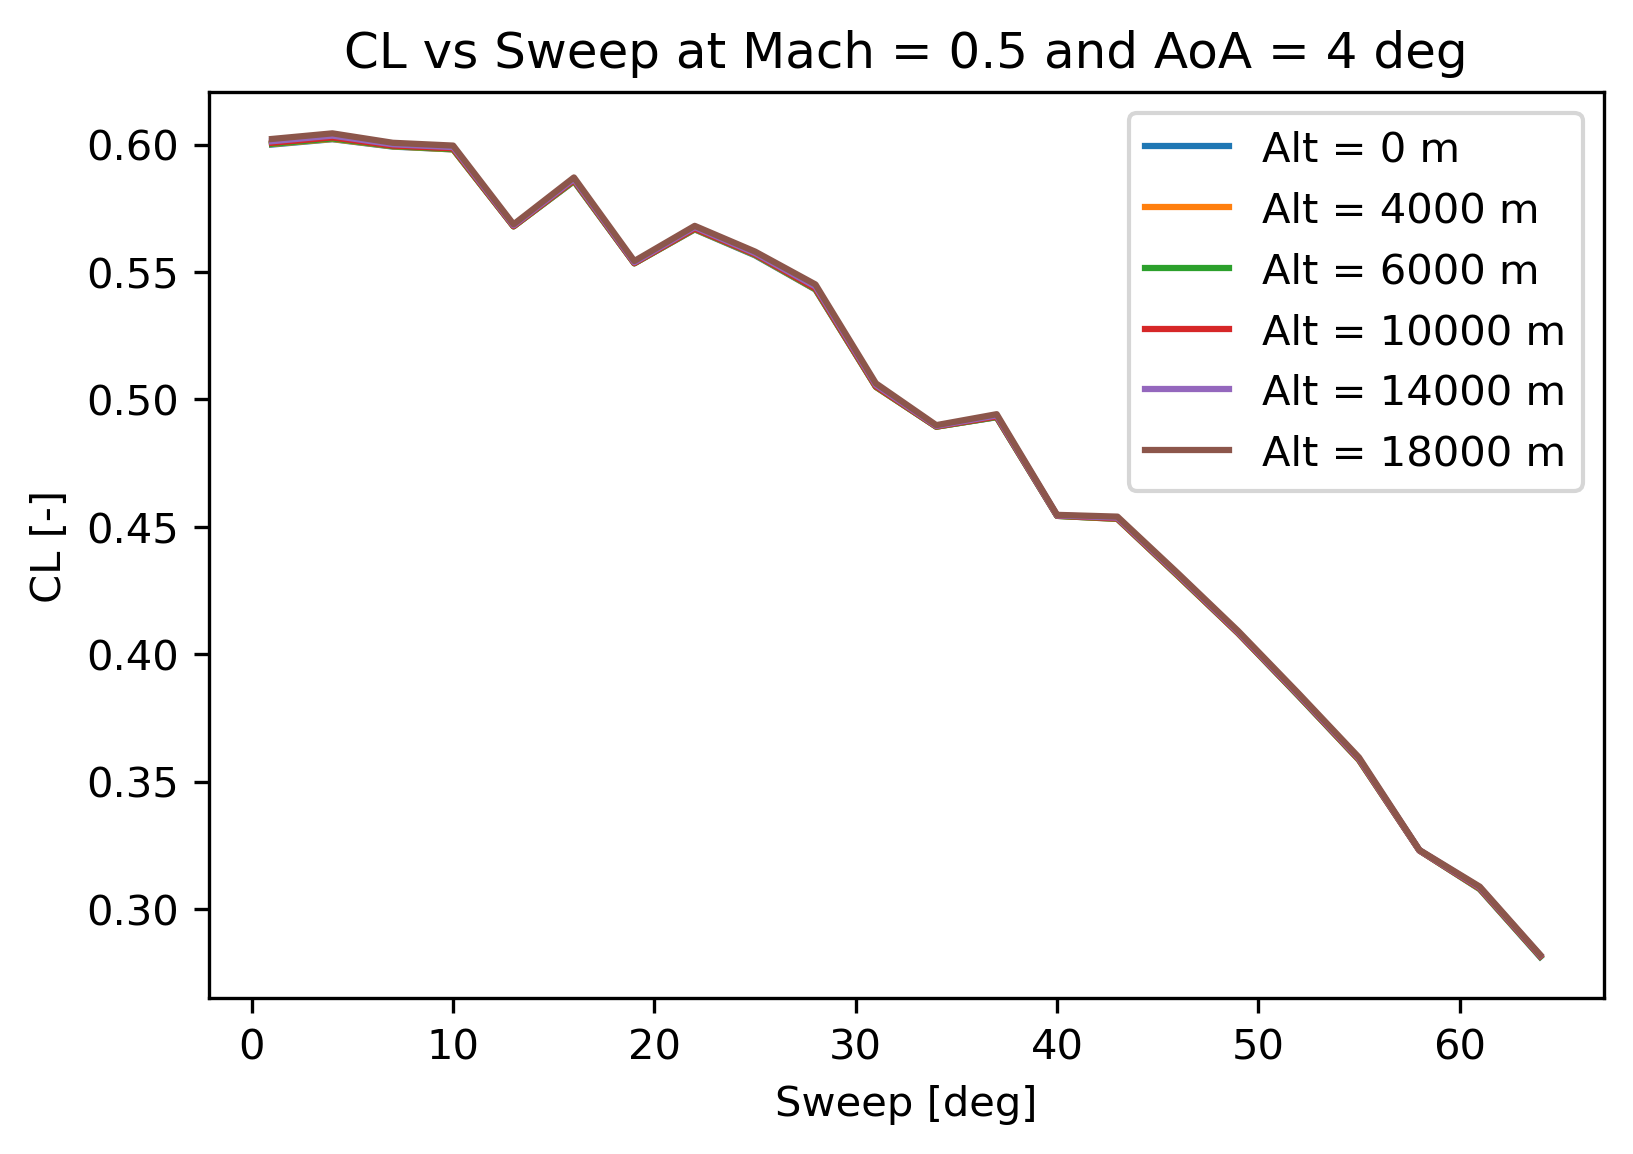 CL vs Sweep at Mach = 0.5 and AoA = 4 deg
0.60
0.55
0.50
0.45
0.40
0.35
0.30
CL [-]
Alt = 0 m
Alt = 4000 m
Alt = 6000 m
Alt = 10000 m
Alt = 14000 m
Alt = 18000 m
0 10 20 30 40 50 60
Sweep [deg]